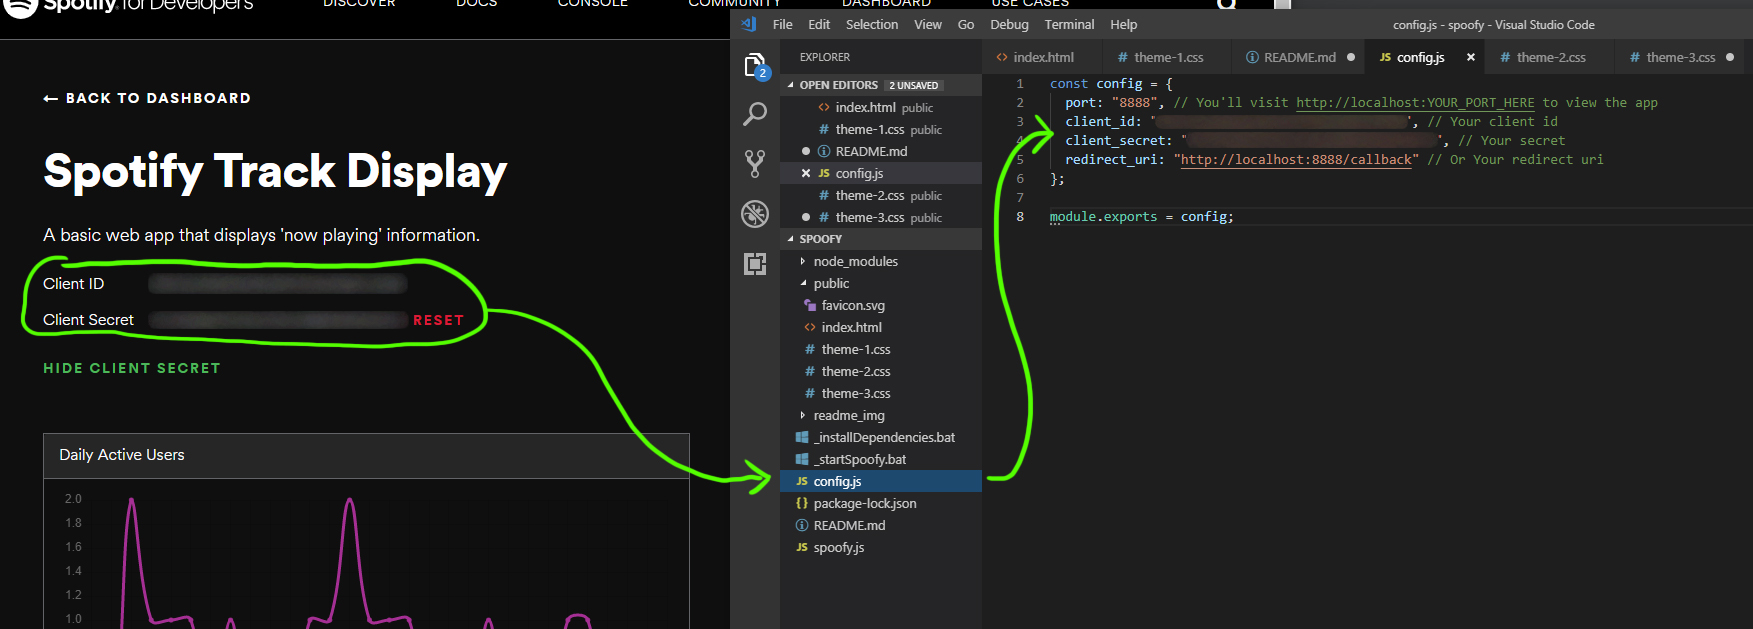 Spotify for Developers
DISCOVER
DOCS
CONSOLE
COMMUNITY
DASHBOARD
USE CASES
← BACK TO DASHBOARD
Spotify Track Display
A basic web app that displays 'now playing' information.
Client ID
Client Secret
RESET
HIDE CLIENT SECRET
Daily Active Users
2.0
1.8
1.6
1.4
1.2
1.0
File Edit Selection View Go Debug Terminal Help
config.js - spoofy - Visual Studio Code
2
EXPLORER
OPEN EDITORS 2 UNSAVED
<> index.html public
# theme-1.css public
README.md
JS config.js
# theme-2.css public
# theme-3.css public
SPOOFY
node_modules
public
favicon.svg
<> index.html
# theme-1.css
# theme-2.css
# theme-3.css
readme_img
_installDependencies.bat
_startSpoofy.bat
JS config.js
{} package-lock.json
README.md
JS spoofy.js
<> index.html
# theme-1.css
README.md
JS config.js
# theme-2.css
# theme-3.css
1 const config = {
2 port: "8888", // You'll visit http://localhost:YOUR_PORT_HERE to view the app
3 client_id: " ', // Your client id
4 client_secret: " ", // Your secret
5 redirect_uri: "http://localhost:8888/callback" // Or Your redirect uri
6 };
7
8 module.exports = config;